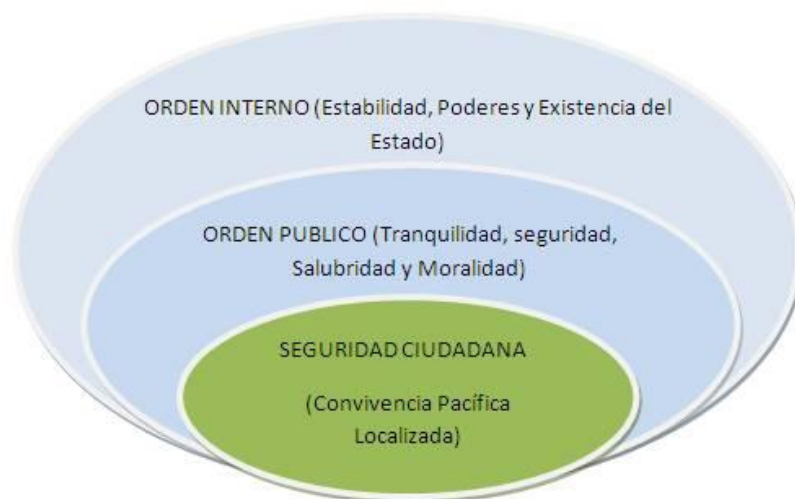 ORDEN INTERNO (Estabilidad, Poderes y Existencia del
Estado)
ORDEN PUBLICO (Tranquilidad, seguridad,
Salubridad y Moralidad)
SEGURIDAD CIUDADANA
(Convivencia Pacífica
Localizada)